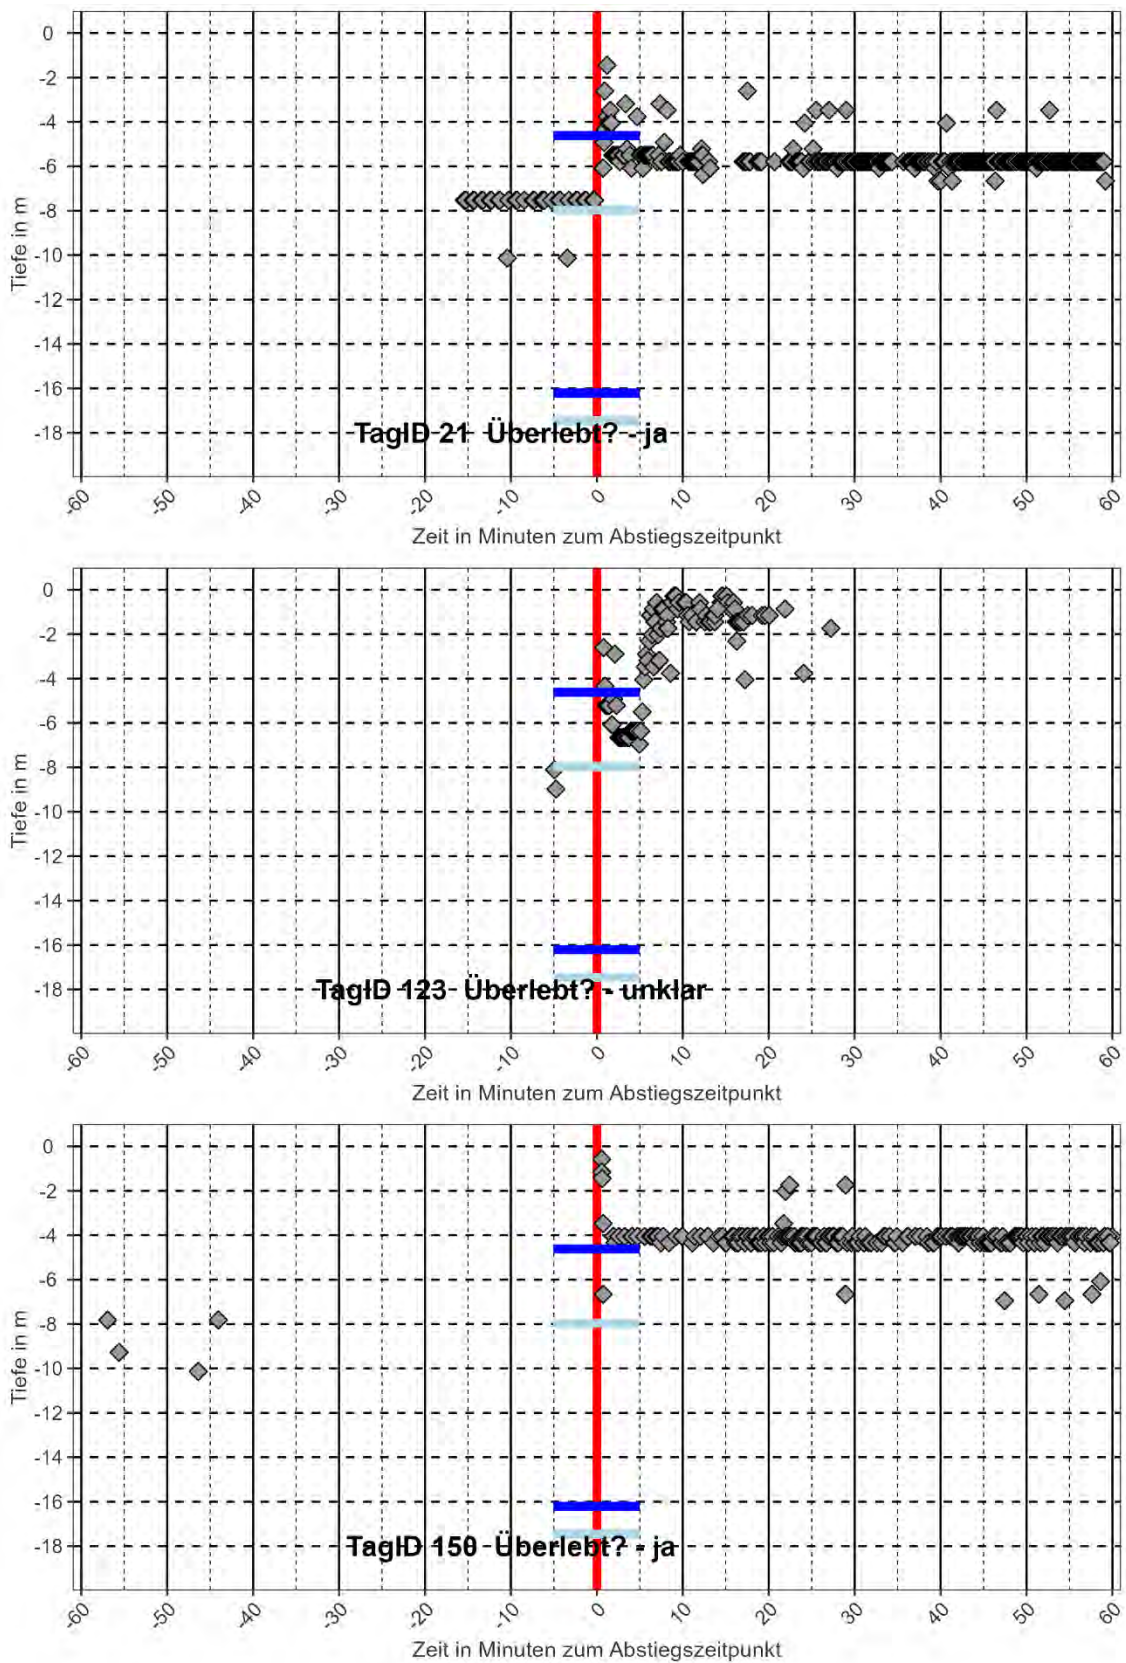 0
-2
-4
-6
-8
-10
-12
-14
-16
-18
Tiefe in m
TagID 21 Überlebt? - ja
-60 -50 -40 -30 -20 -10 0 10 20 30 40 50 60
Zeit in Minuten zum Abstiegszeitpunkt
0
-2
-4
-6
-8
-10
-12
-14
-16
-18
Tiefe in m
TagID 123 Überlebt? - unklar
-60 -50 -40 -30 -20 -10 0 10 20 30 40 50 60
Zeit in Minuten zum Abstiegszeitpunkt
0
-2
-4
-6
-8
-10
-12
-14
-16
-18
Tiefe in m
TagID 150 Überlebt? - ja
-60 -50 -40 -30 -20 -10 0 10 20 30 40 50 60
Zeit in Minuten zum Abstiegszeitpunkt